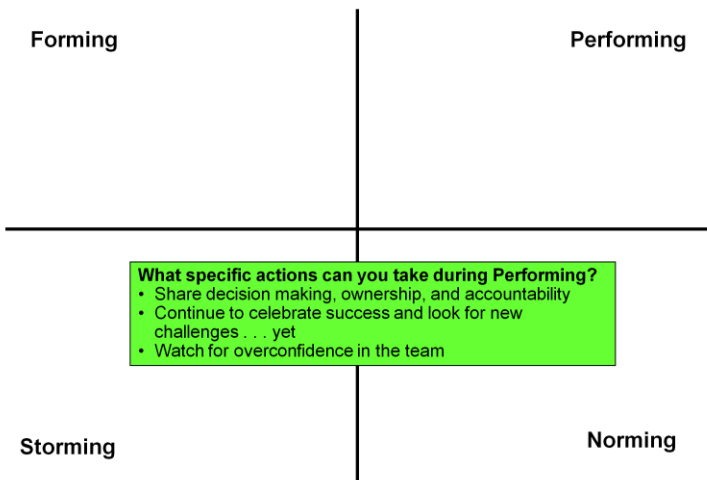 Forming
Performing
What specific actions can you take during Performing?
• Share decision making, ownership, and accountability
• Continue to celebrate success and look for new
challenges . . . yet
• Watch for overconfidence in the team
Storming
Norming